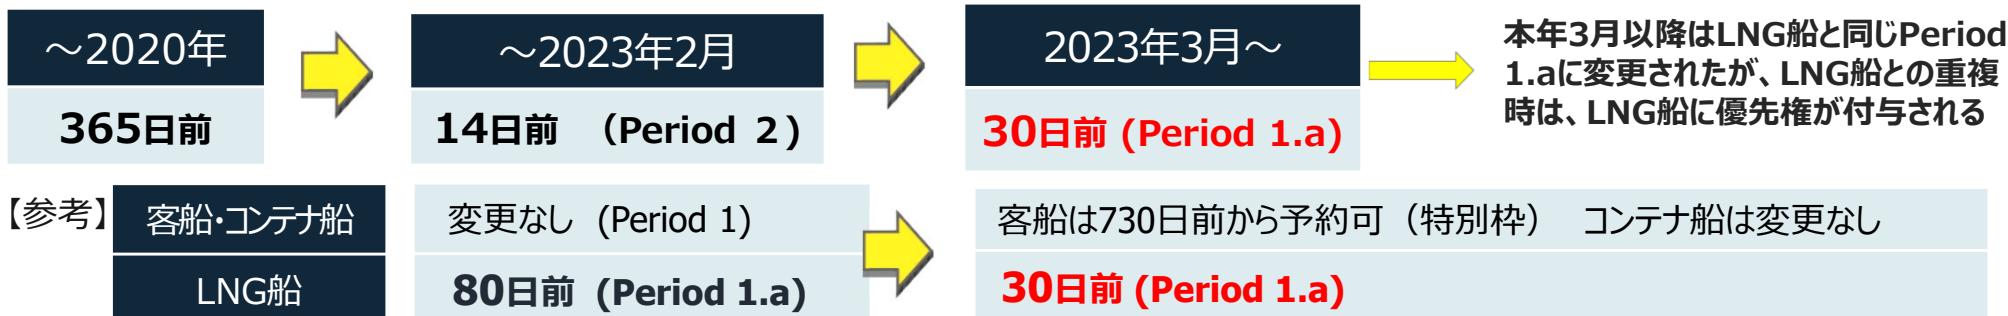 ～2020年
365日前
～2023年2月
14日前 （Period ２）
2023年3月～
30日前 (Period 1.a)
本年3月以降はLNG船と同じPeriod
1.aに変更されたが、LNG船との重複
時は、LNG船に優先権が付与される
【参考】
客船・コンテナ船
変更なし (Period 1)
客船は730日前から予約可（特別枠） コンテナ船は変更なし
LNG船
80日前 (Period 1.a)
30日前 (Period 1.a)